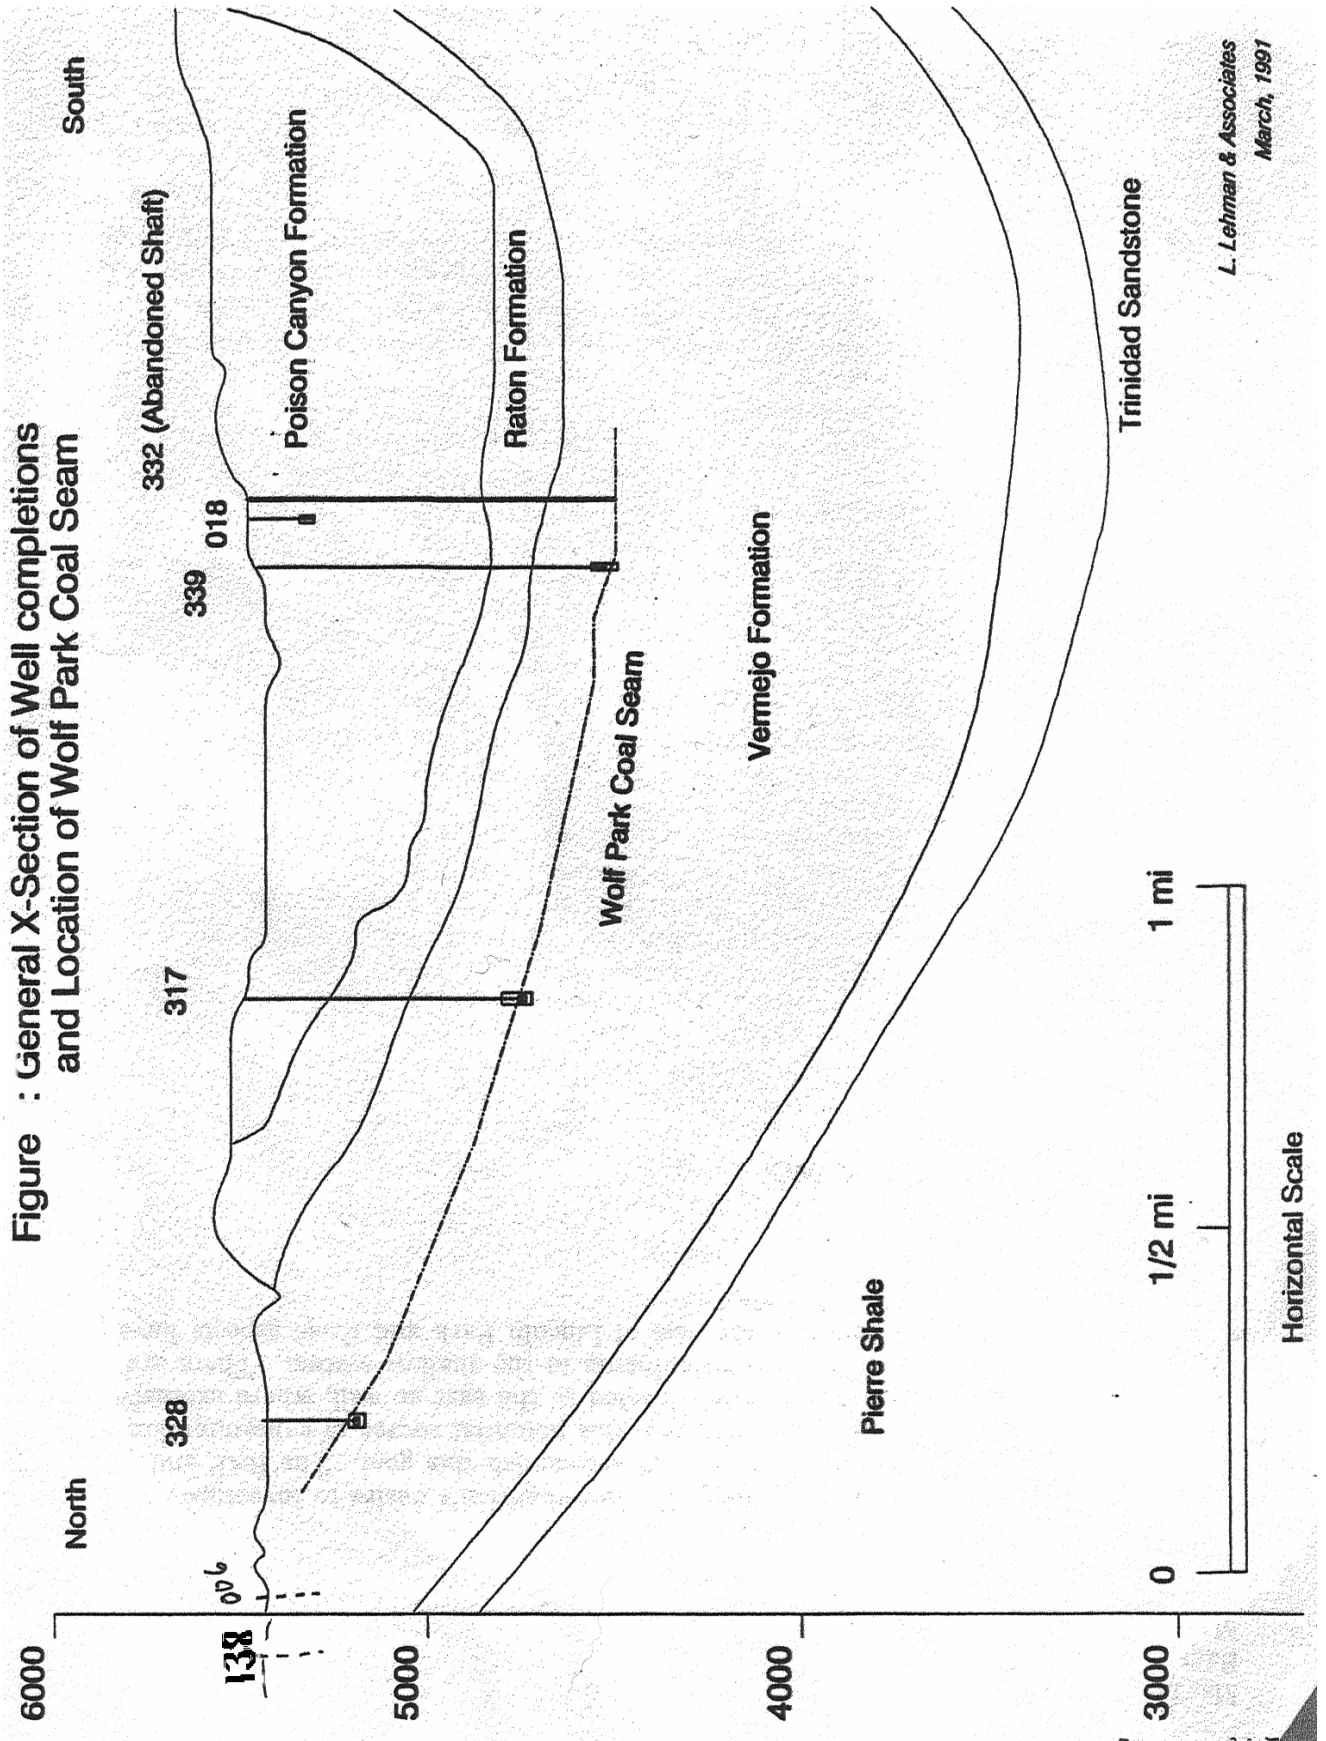 Figure : General X-Section of Well completions
and Location of Wolf Park Coal Seam
North
South
138
006
328
317
339
018
332 (Abandoned Shaft)
Poison Canyon Formation
Raton Formation
Wolf Park Coal Seam
Vermejo Formation
Pierre Shale
Trinidad Sandstone
6000
5000
4000
3000
0
1/2 mi
1 mi
Horizontal Scale
L. Lehman & Associates
March, 1991